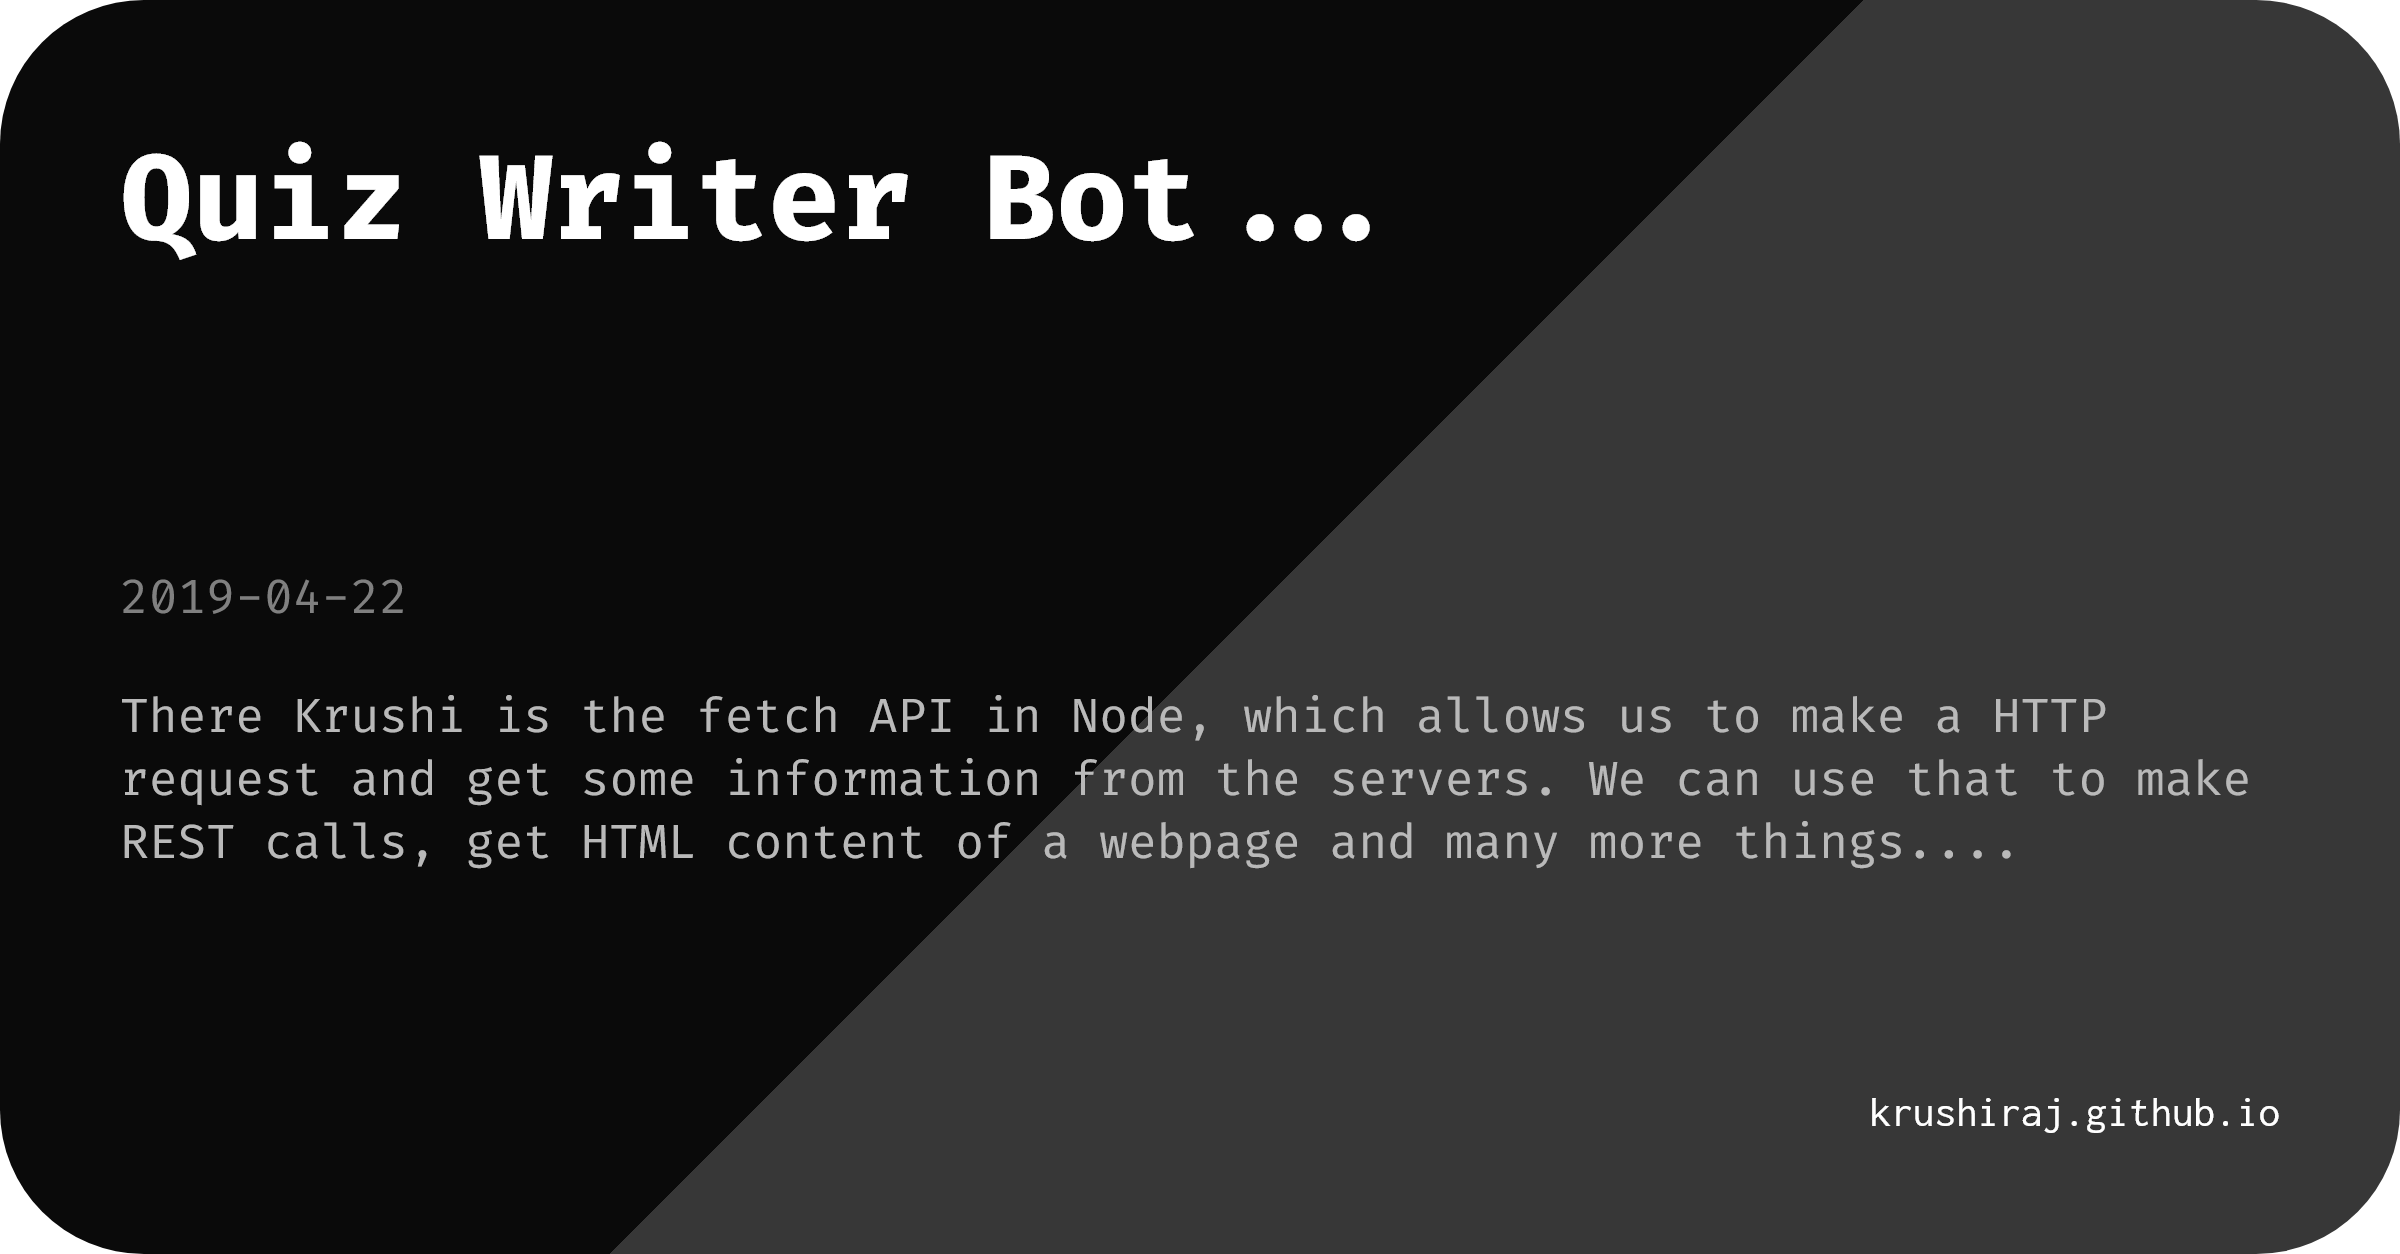 Quiz Writer Bot...
2019-04-22
There Krushi is the fetch API in Node, which allows us to make a HTTP
request and get some information from the servers. We can use that to make
REST calls, get HTML content of a webpage and many more things....
krushiraj.github.io